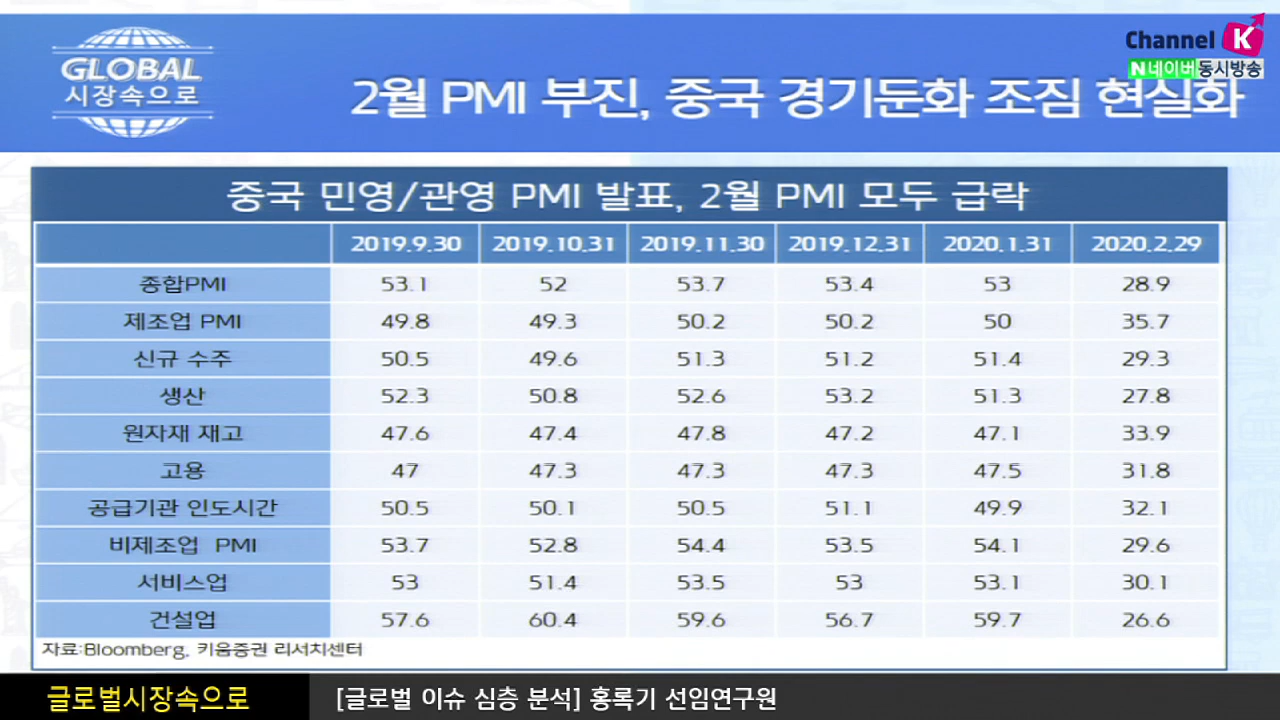 GLOBAL
시장속으로
Channel K
N네이버 동시방송
2월 PMI 부진, 중국 경기둔화 조짐 현실화
중국 민영/관영 PMI 발표, 2월 PMI 모두 급락
2019.9.30 2019.10.31 2019.11.30 2019.12.31 2020.1.31 2020.2.29
종합PMI 53.1 52 53.7 53.4 53 28.9
제조업 PMI 49.8 49.3 50.2 50.2 50 35.7
신규 수주 50.5 49.6 51.3 51.2 51.4 29.3
생산 52.3 50.8 52.6 53.2 51.3 27.8
원자재 재고 47.6 47.4 47.8 47.2 47.1 33.9
고용 47 47.3 47.3 47.3 47.5 31.8
공급기관 인도시간 50.5 50.1 50.5 51.1 49.9 32.1
비제조업 PMI 53.7 52.8 54.4 53.5 54.1 29.6
서비스업 53 51.4 53.5 53 53.1 30.1
건설업 57.6 60.4 59.6 56.7 59.7 26.6
자료:Bloomberg, 키움증권 리서치센터
글로벌시장속으로 [글로벌 이슈 심층 분석] 홍록기 선임연구원